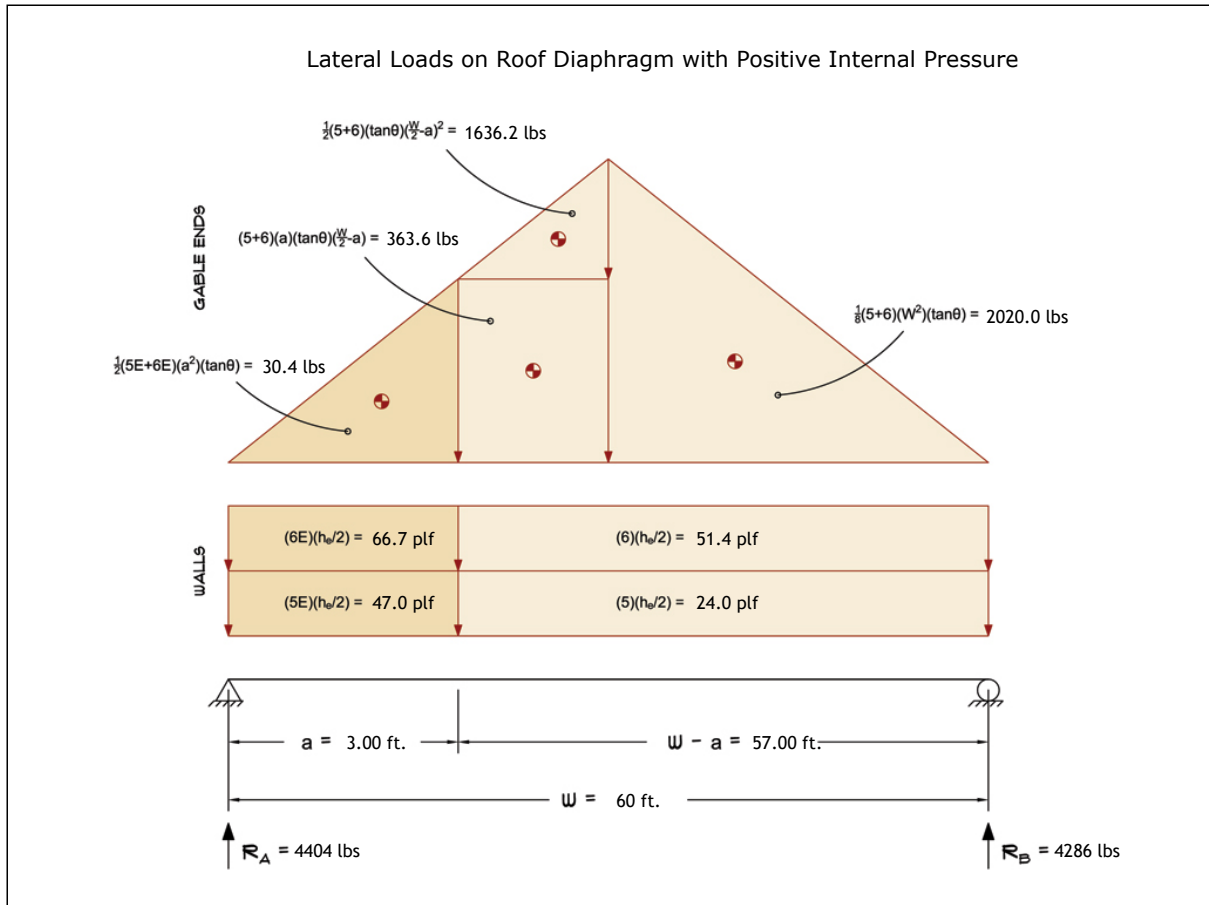 Lateral Loads on Roof Diaphragm with Positive Internal Pressure
½(5+6)(tanθ)(W/2-a)² = 1636.2 lbs
GABLE ENDS
(5+6)(a)(tanθ)(W/2-a) = 363.6 lbs
⅛(5+6)(W²)(tanθ) = 2020.0 lbs
½(5E+6E)(a²)(tanθ) = 30.4 lbs
WALLS
(6E)(hₑ/2) = 66.7 plf
(6)(hₑ/2) = 51.4 plf
(5E)(hₑ/2) = 47.0 plf
(5)(hₑ/2) = 24.0 plf
a = 3.00 ft.
W - a = 57.00 ft.
W = 60 ft.
R_A = 4404 lbs
R_B = 4286 lbs